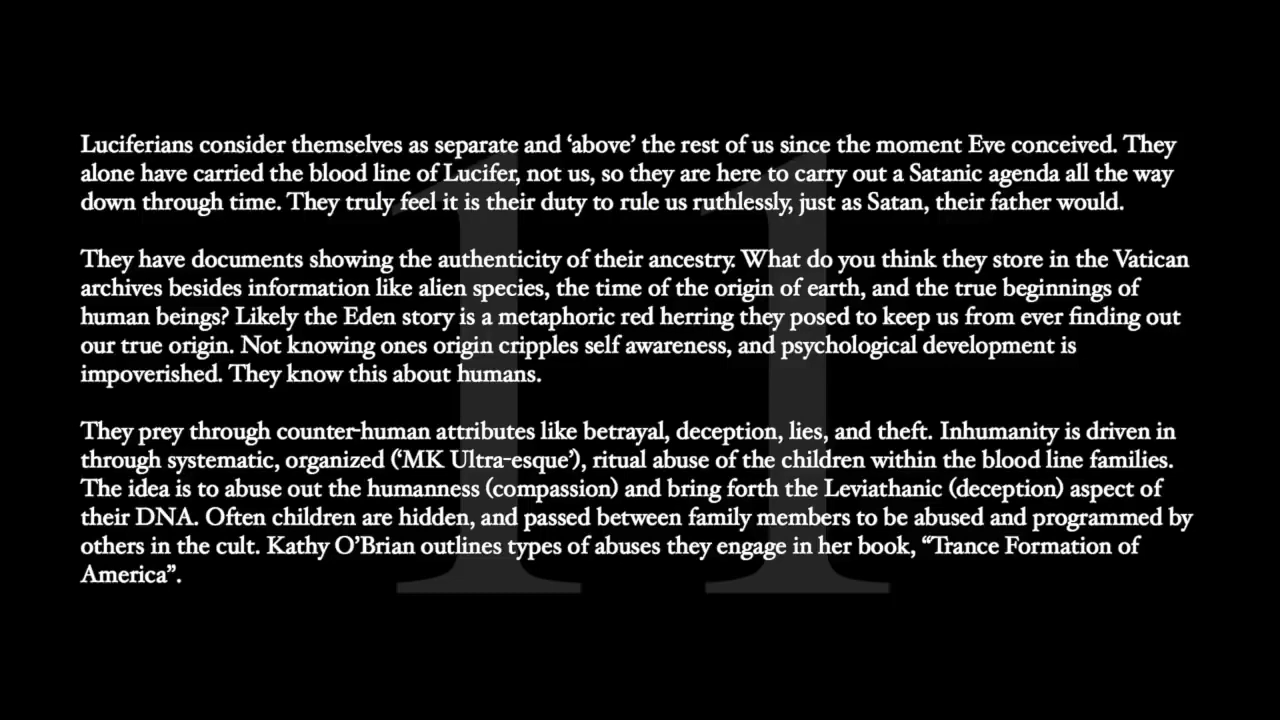 Luciferians consider themselves as separate and ‘above’ the rest of us since the moment Eve conceived. They
alone have carried the blood line of Lucifer, not us, so they are here to carry out a Satanic agenda all the way
down through time. They truly feel it is their duty to rule us ruthlessly, just as Satan, their father would.
They have documents showing the authenticity of their ancestry. What do you think they store in the Vatican
archives besides information like alien species, the time of the origin of earth, and the true beginnings of
human beings? Likely the Eden story is a metaphoric red herring they posed to keep us from ever finding out
our true origin. Not knowing ones origin cripples self awareness, and psychological development is
impoverished. They know this about humans.
They prey through counter-human attributes like betrayal, deception, lies, and theft. Inhumanity is driven in
through systematic, organized (‘MK Ultra-esque’), ritual abuse of the children within the blood line families.
The idea is to abuse out the humanness (compassion) and bring forth the Leviathanic (deception) aspect of
their DNA. Often children are hidden, and passed between family members to be abused and programmed by
others in the cult. Kathy O’Brian outlines types of abuses they engage in her book, “Trance Formation of
America”.
11